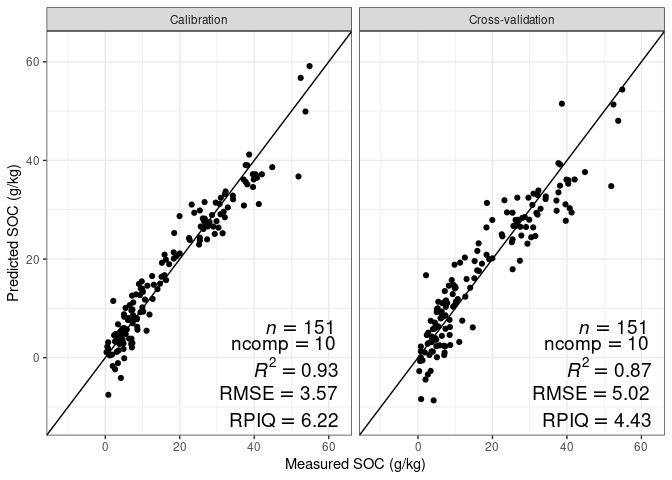 Calibration
Cross-validation
60
40
20
0
Predicted SOC (g/kg)
n = 151
ncomp = 10
R² = 0.93
RMSE = 3.57
RPIQ = 6.22
n = 151
ncomp = 10
R² = 0.87
RMSE = 5.02
RPIQ = 4.43
0 20 40 60
0 20 40 60
Measured SOC (g/kg)